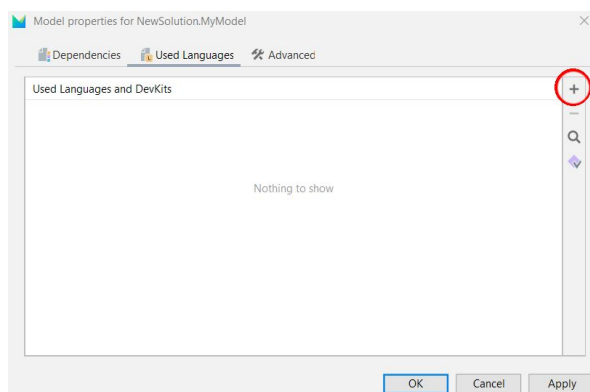 Model properties for NewSolution.MyModel
Dependencies Used Languages Advanced
Used Languages and DevKits
Nothing to show
OK Cancel Apply